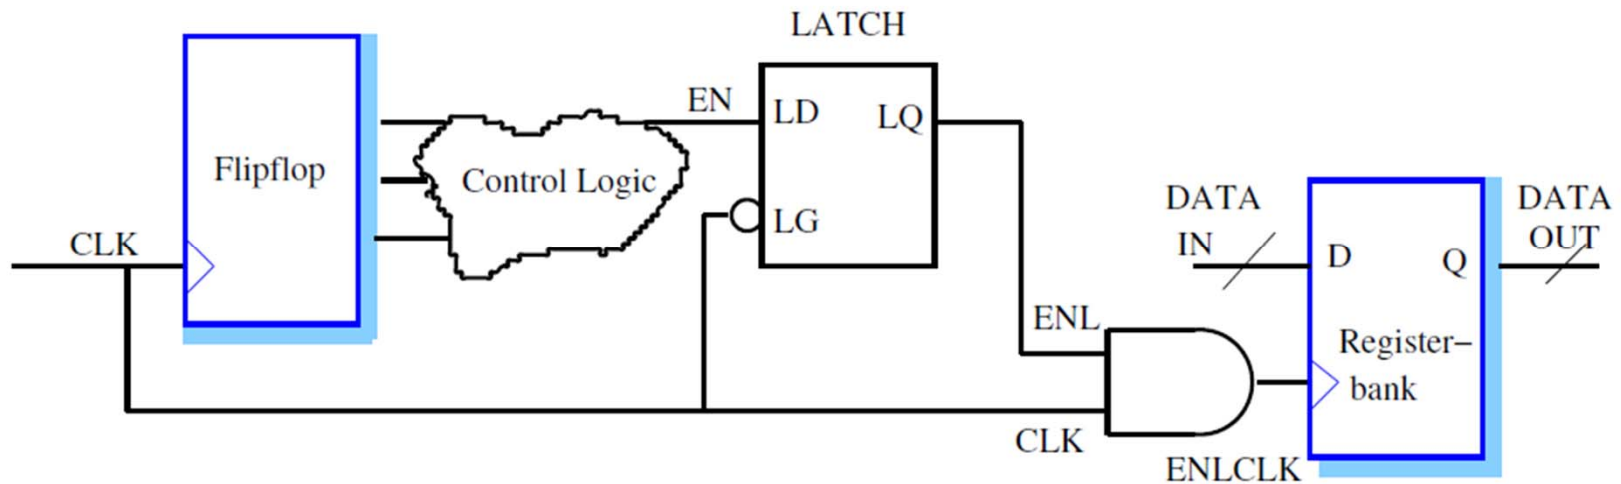 LATCH
EN
LD
LQ
Flipflop
Control Logic
LG
CLK
DATA
IN
DATA
OUT
D
Q
ENL
Register–
bank
CLK
ENLCLK